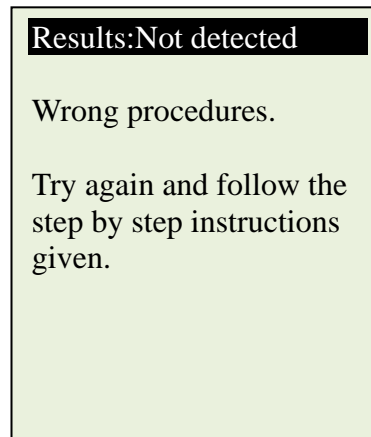 Results:Not detected
Wrong procedures.
Try again and follow the
step by step instructions
given.